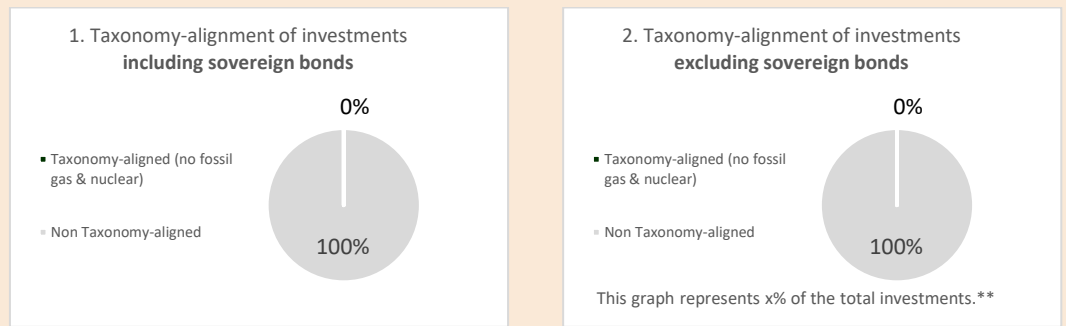 1. Taxonomy-alignment of investments
including sovereign bonds
0%
Taxonomy-aligned (no fossil
gas & nuclear)
Non Taxonomy-aligned
100%
2. Taxonomy-alignment of investments
excluding sovereign bonds
0%
Taxonomy-aligned (no fossil
gas & nuclear)
Non Taxonomy-aligned
100%
This graph represents x% of the total investments.**